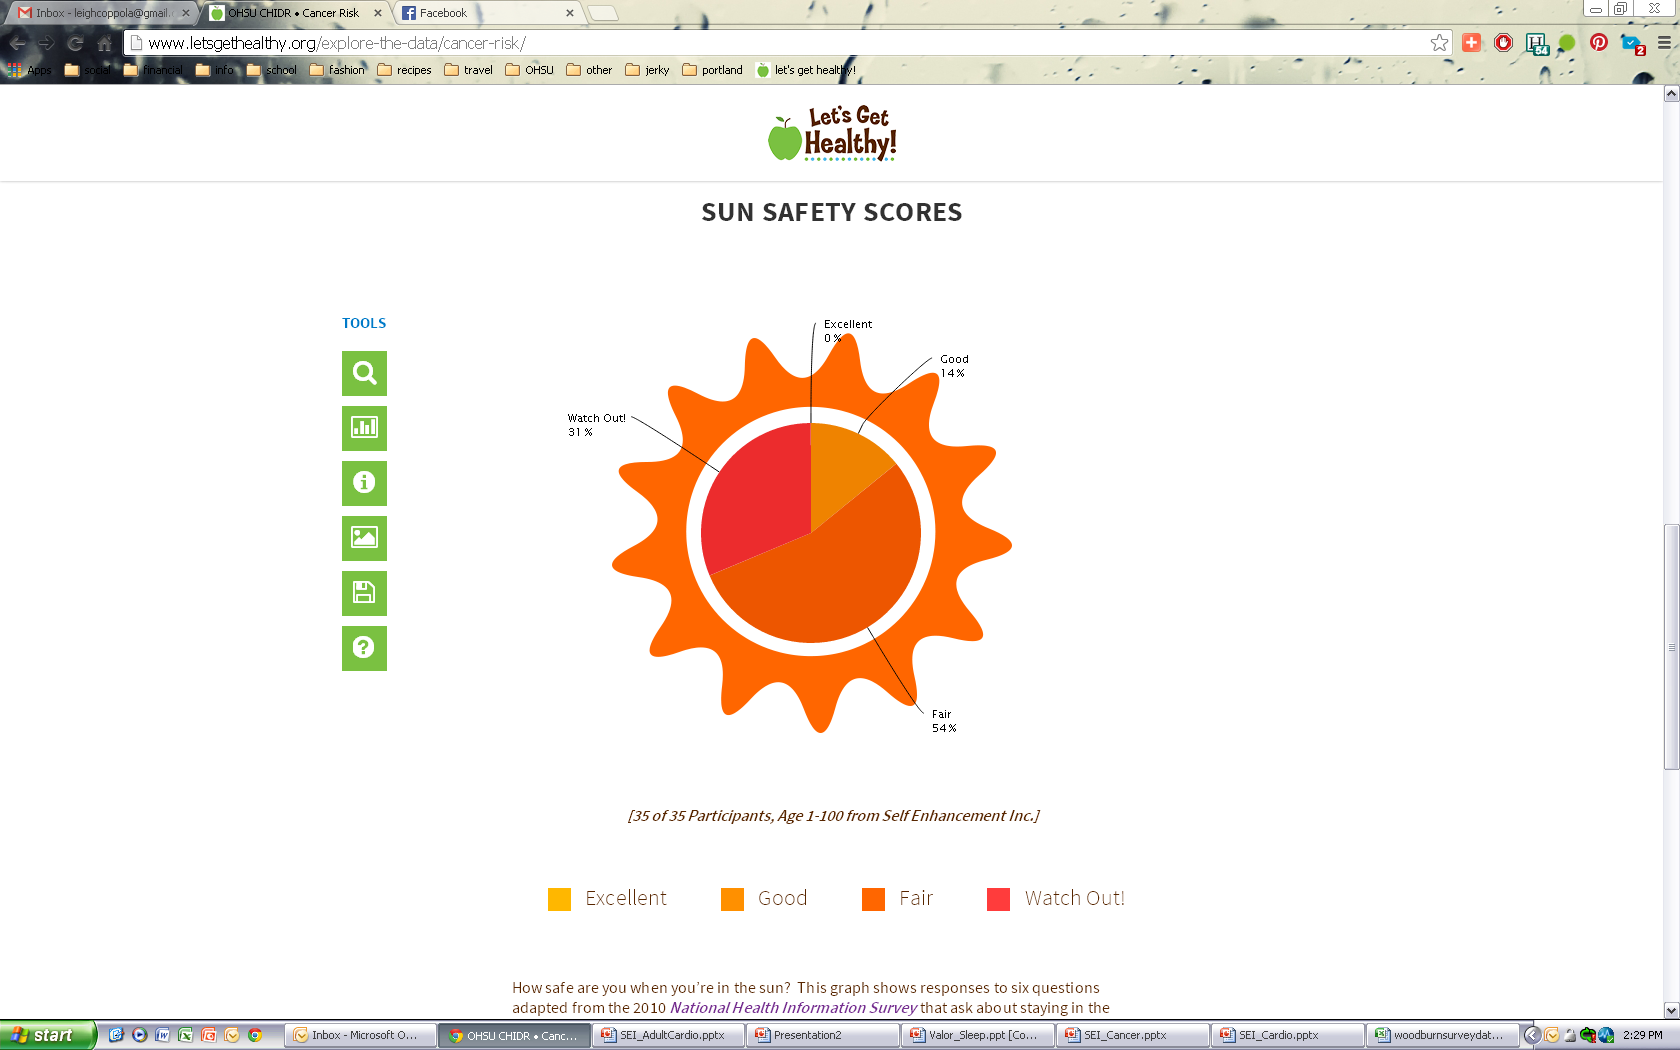 Inbox - leighcoppola@gmail.
OHSU CHIDR • Cancer Risk
Facebook
www.letsgethealthy.org/explore-the-data/cancer-risk/
64
2
Apps
social
financial
info
school
fashion
recipes
travel
OHSU
other
jerky
portland
let's get healthy!
Let's Get
Healthy!
SUN SAFETY SCORES
TOOLS
Excellent
0%
Good
14%
Watch Out!
31%
Fair
54%
[35 of 35 Participants, Age 1-100 from Self Enhancement Inc.]
Excellent
Good
Fair
Watch Out!
How safe are you when you're in the sun? This graph shows responses to six questions
adapted from the 2010 National Health Information Survey that ask about staying in the
start
Inbox - Microsoft O...
OHSU CHIDR • Canc...
SEI_AdultCardio.pptx
Presentation2
Valor_Sleep.ppt [Co...
SEI_Cancer.pptx
SEI_Cardio.pptx
woodburnsurveydat...
2:29 PM